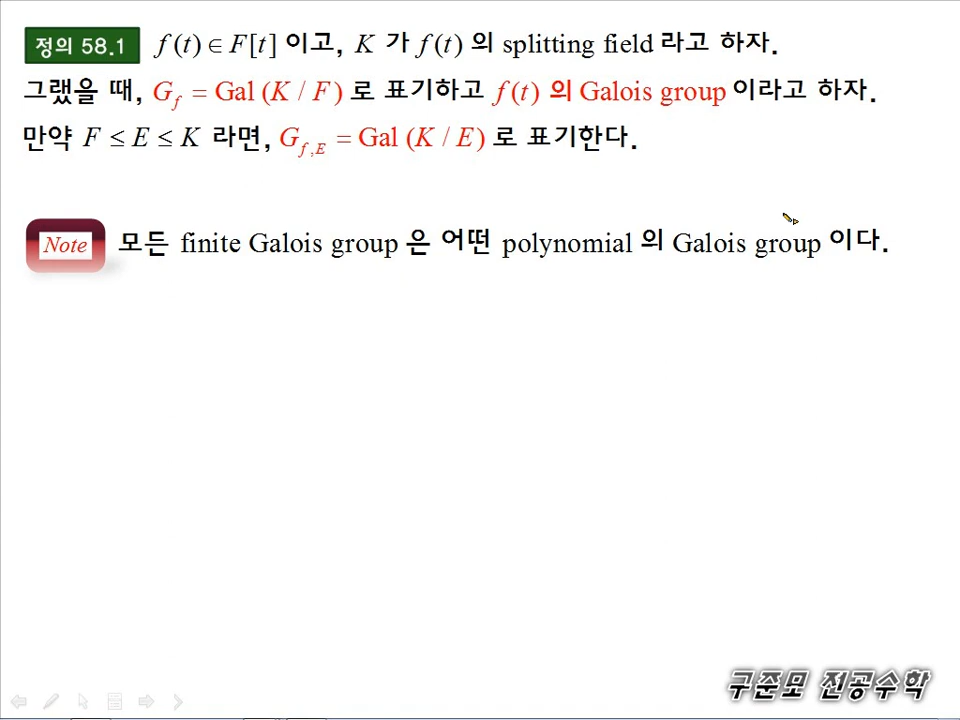 정의 58.1 f(t) ∈ F[t] 이고, K 가 f(t) 의 splitting field 라고 하자.
그랬을 때, G_f = Gal (K / F) 로 표기하고 f(t) 의 Galois group 이라고 하자.
만약 F ≤ E ≤ K 라면, G_{f,E} = Gal (K / E) 로 표기한다.
Note 모든 finite Galois group 은 어떤 polynomial 의 Galois group 이다.
구준모 전공수학